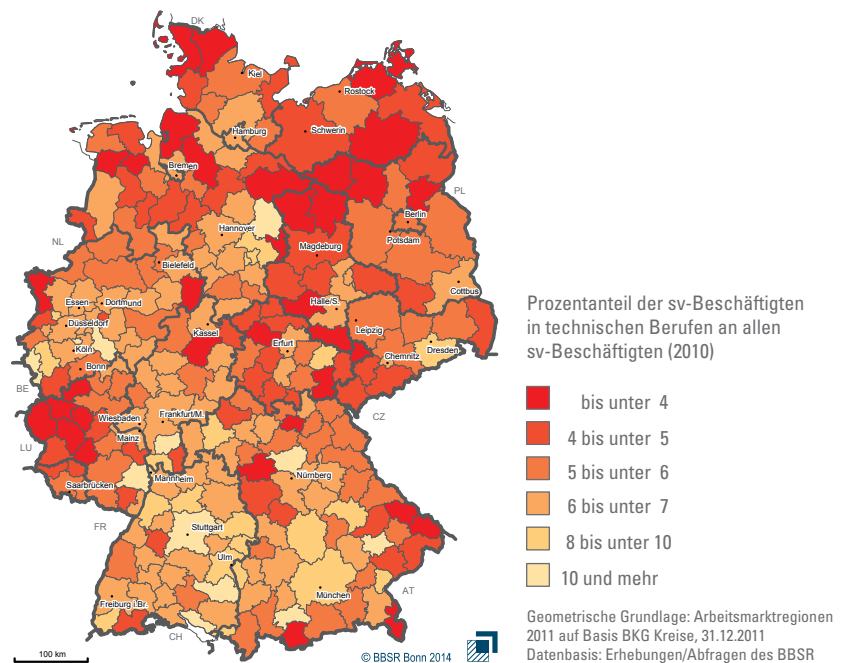 DK
Kiel
Rostock
Hamburg
Schwerin
Bremen
PL
Berlin
Hannover
Potsdam
NL
Magdeburg
Bielefeld
Cottbus
Essen
Dortmund
Halle/S.
Düsseldorf
Leipzig
Kassel
Erfurt
Dresden
Köln
Chemnitz
Bonn
BE
Wiesbaden
Frankfurt/M.
CZ
Mainz
LU
Mannheim
Nürnberg
Saarbrücken
FR
Stuttgart
Ulm
AT
München
Freiburg i.Br.
CH
100 km
© BBSR Bonn 2014
Prozentanteil der sv-Beschäftigten
in technischen Berufen an allen
sv-Beschäftigten (2010)
bis unter 4
4 bis unter 5
5 bis unter 6
6 bis unter 7
8 bis unter 10
10 und mehr
Geometrische Grundlage: Arbeitsmarktregionen
2011 auf Basis BKG Kreise, 31.12.2011
Datenbasis: Erhebungen/Abfragen des BBSR